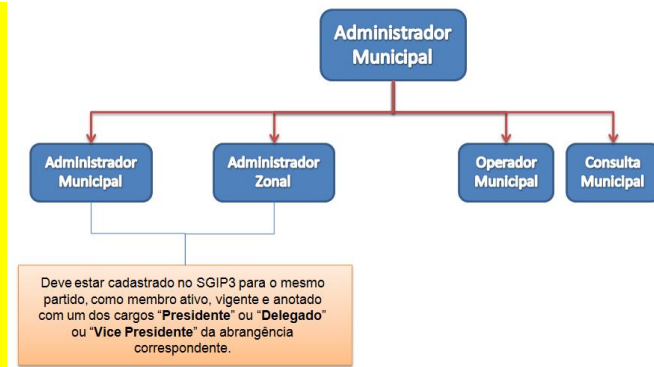 Administrador
Municipal
Administrador
Municipal
Administrador
Zonal
Operador
Municipal
Consulta
Municipal
Deve estar cadastrado no SGIP3 para o mesmo
partido, como membro ativo, vigente e anotado
com um dos cargos “Presidente” ou “Delegado”
ou “Vice Presidente” da abrangência
correspondente.